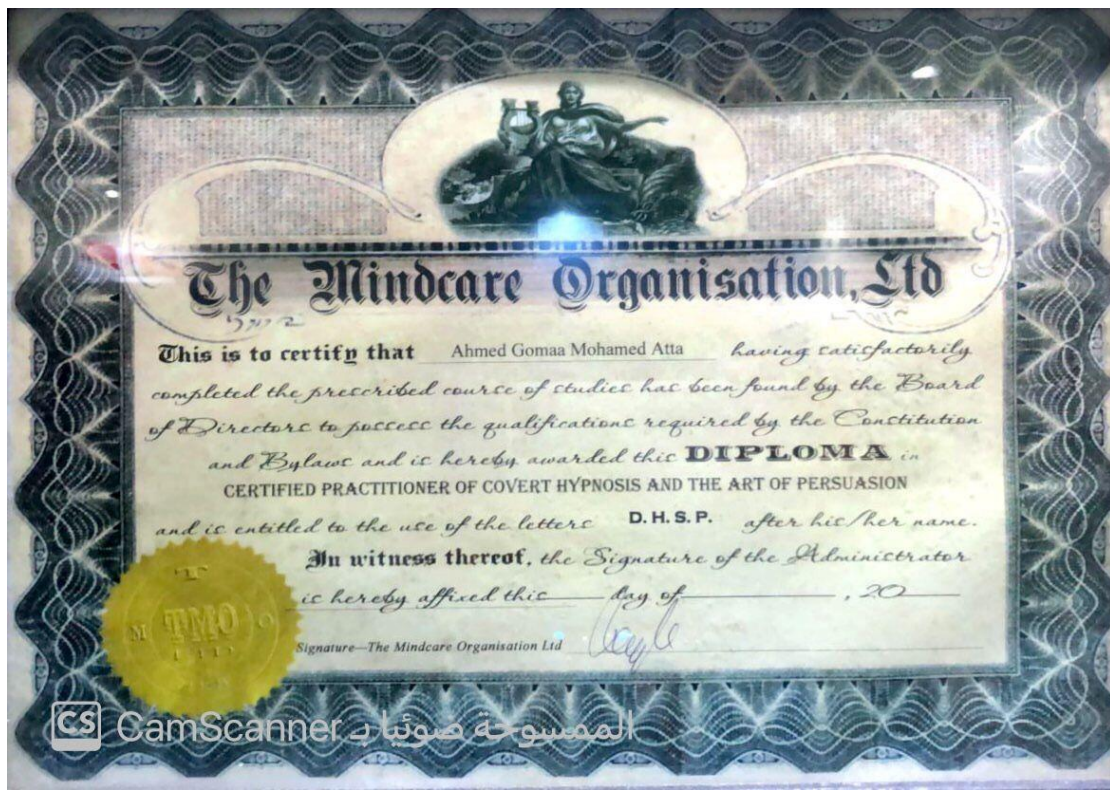 The Mindcare Organisation, Ltd
This is to certify that Ahmed Gomaa Mohamed Atta having satisfactorily
completed the prescribed course of studies has been found by the Board
of Directors to possess the qualifications required by the Constitution
and Bylaws and is hereby awarded this DIPLOMA in
CERTIFIED PRACTITIONER OF COVERT HYPNOSIS AND THE ART OF PERSUASION
and is entitled to the use of the letters D.H.S.P. after his/her name.
In witness thereof, the Signature of the Administrator
is hereby affixed this day of , 20
Signature—The Mindcare Organisation Ltd
T
M TMO O
CS CamScanner الممسوحة ضوئيا بـ